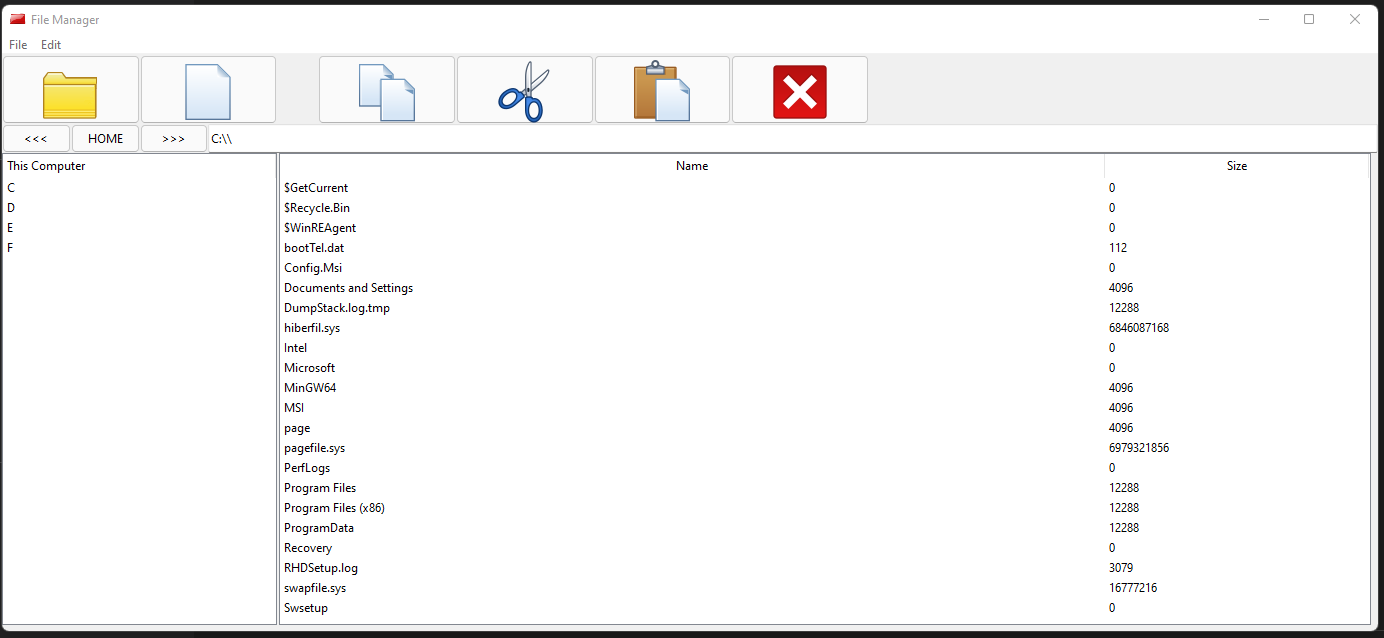 File Manager
File Edit
<<< HOME >>> C:\\
This Computer Name Size
C $GetCurrent 0
D $Recycle.Bin 0
E $WinREAgent 0
F bootTel.dat 112
Config.Msi 0
Documents and Settings 4096
DumpStack.log.tmp 12288
hiberfil.sys 6846087168
Intel 0
Microsoft 0
MinGW64 4096
MSI 4096
page 4096
pagefile.sys 6979321856
PerfLogs 0
Program Files 12288
Program Files (x86) 12288
ProgramData 12288
Recovery 0
RHDSetup.log 3079
swapfile.sys 16777216
Swsetup 0